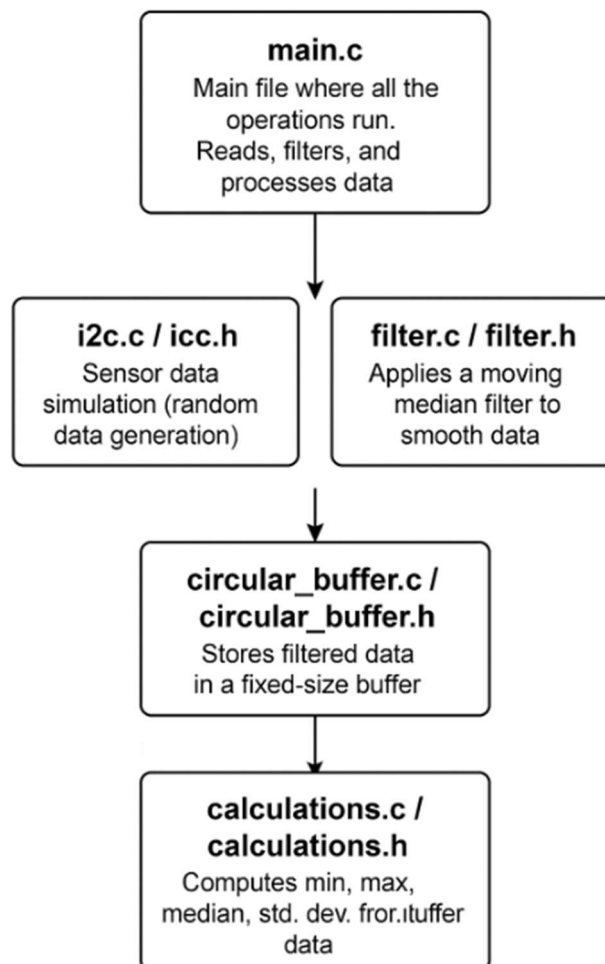 main.c
Main file where all the
operations run.
Reads, filters, and
processes data
i2c.c / icc.h
Sensor data
simulation (random
data generation)
filter.c / filter.h
Applies a moving
median filter to
smooth data
circular_buffer.c /
circular_buffer.h
Stores filtered data
in a fixed-size buffer
calculations.c /
calculations.h
Computes min, max,
median, std. dev.
data